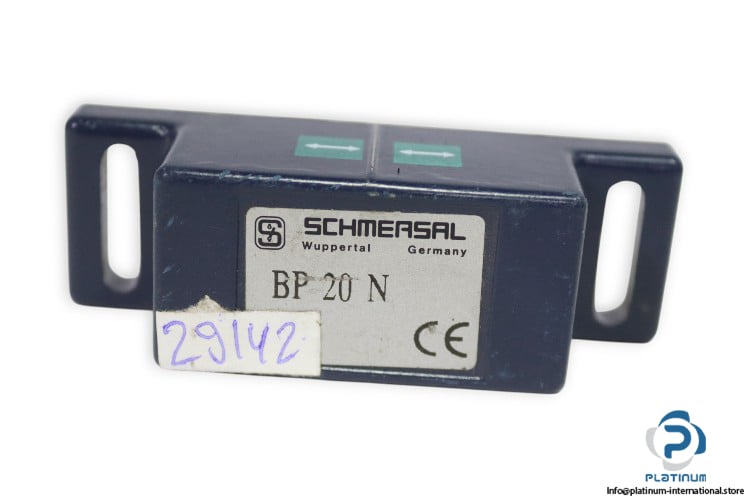 SCHMERSAL
Wuppertal Germany
BP 20 N
CE
29142
PLATINUM
Info@platinum-international.store